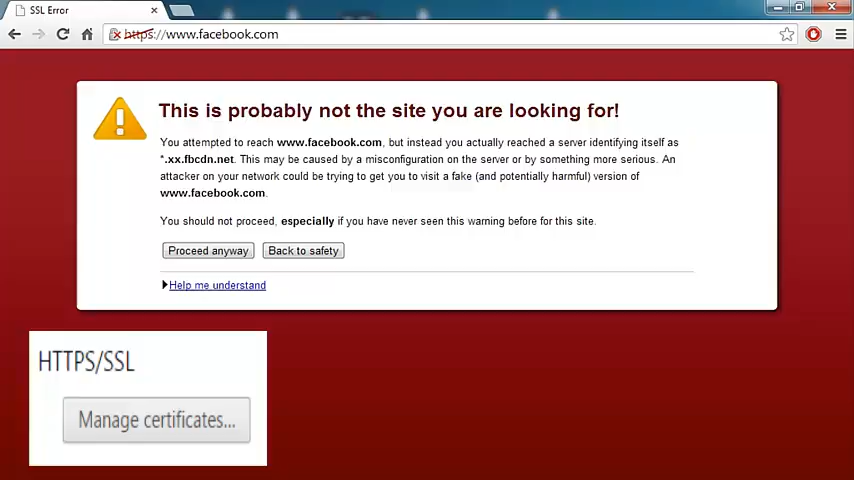 SSL Error
https://www.facebook.com
This is probably not the site you are looking for!
You attempted to reach www.facebook.com, but instead you actually reached a server identifying itself as
*.xx.fbcdn.net. This may be caused by a misconfiguration on the server or by something more serious. An
attacker on your network could be trying to get you to visit a fake (and potentially harmful) version of
www.facebook.com.
You should not proceed, especially if you have never seen this warning before for this site.
Proceed anyway Back to safety
Help me understand
HTTPS/SSL
Manage certificates...